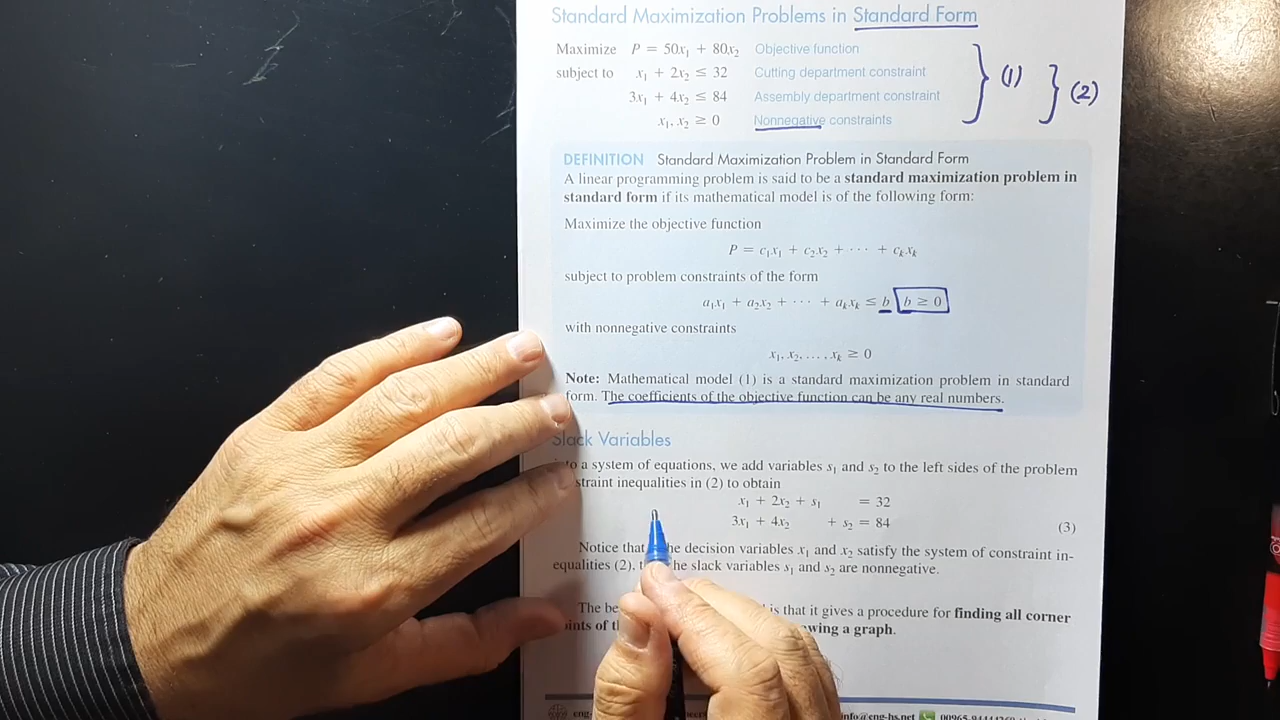 Standard Maximization Problems in Standard Form
Maximize P = 50x₁ + 80x₂ Objective function
subject to x₁ + 2x₂ ≤ 32 Cutting department constraint
3x₁ + 4x₂ ≤ 84 Assembly department constraint
x₁, x₂ ≥ 0 Nonnegative constraints
(1)
(2)
DEFINITION Standard Maximization Problem in Standard Form
A linear programming problem is said to be a standard maximization problem in
standard form if its mathematical model is of the following form:
Maximize the objective function
P = c₁x₁ + c₂x₂ + ··· + cₖxₖ
subject to problem constraints of the form
a₁x₁ + a₂x₂ + ··· + aₖxₖ ≤ b b ≥ 0
with nonnegative constraints
x₁, x₂, ..., xₖ ≥ 0
Note: Mathematical model (1) is a standard maximization problem in standard
form. The coefficients of the objective function can be any real numbers.
Slack Variables
a system of equations, we add variables s₁ and s₂ to the left sides of the problem
inequalities in (2) to obtain
x₁ + 2x₂ + s₁ = 32
3x₁ + 4x₂ + s₂ = 84 (3)
Notice that the decision variables x₁ and x₂ satisfy the system of constraint in-
equalities (2), the slack variables s₁ and s₂ are nonnegative.
The is that it gives a procedure for finding all corner
of a graph.
info@eng-hs.net